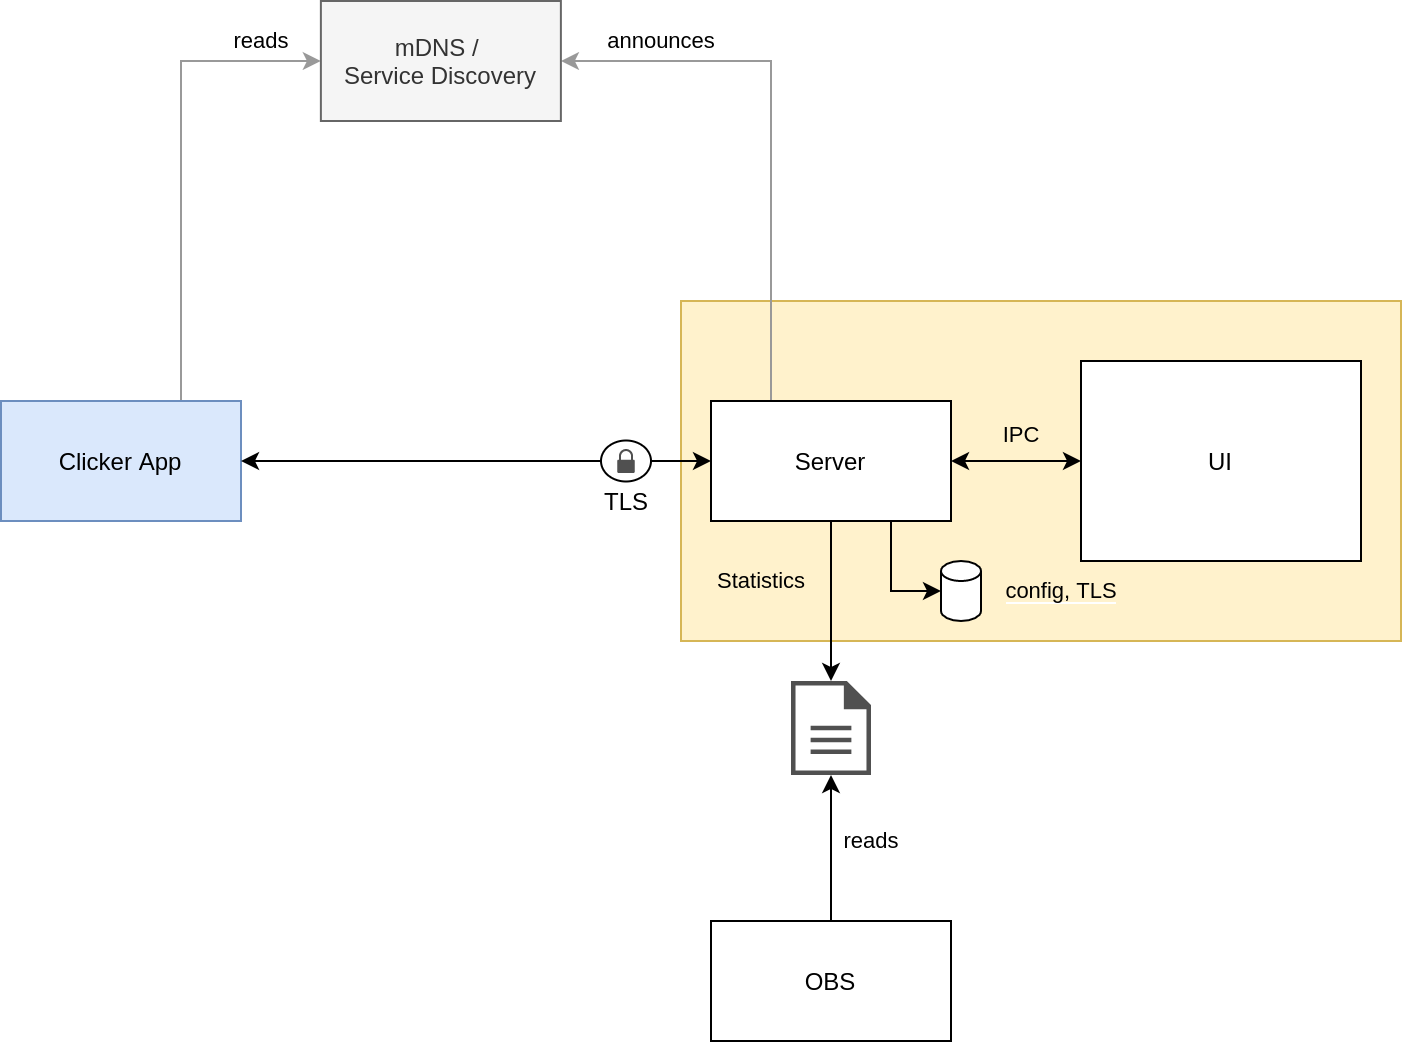 reads
mDNS /
Service Discovery
announces
Clicker App
TLS
Server
IPC
UI
Statistics
config, TLS
reads
OBS